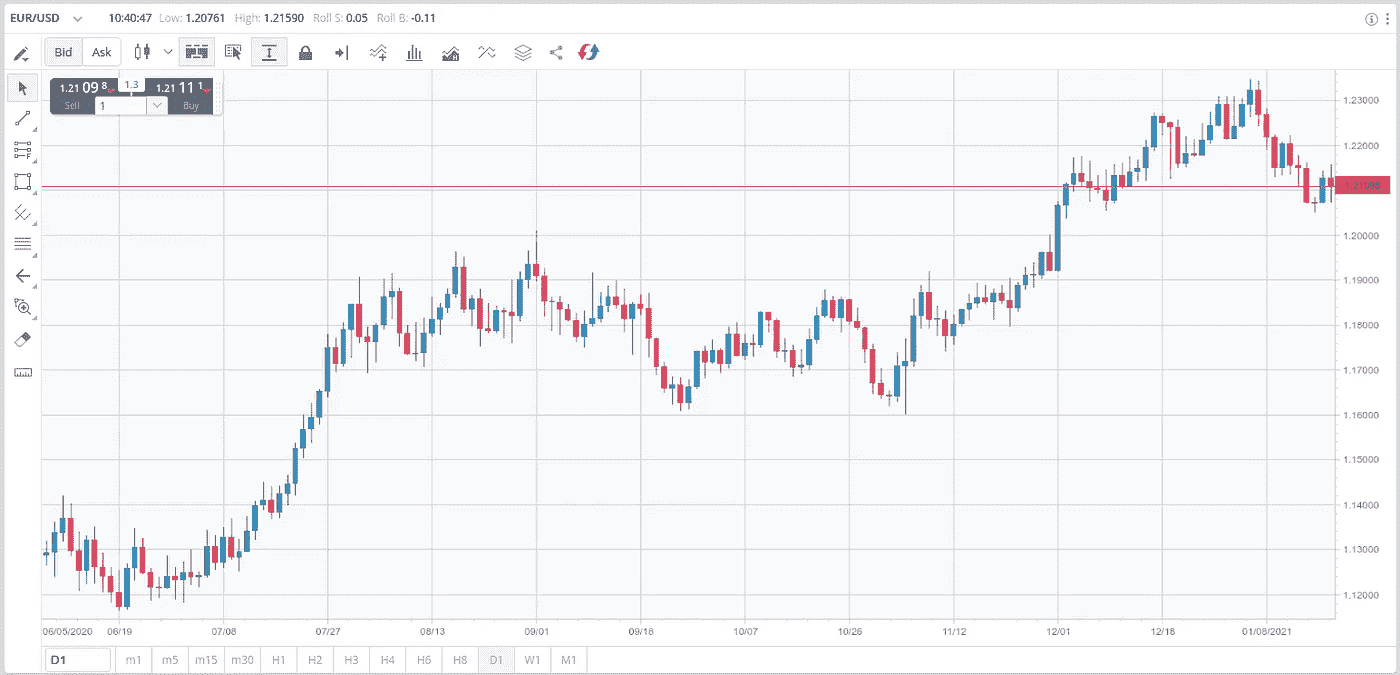 EUR/USD 10:40:47 Low: 1.20761 High: 1.21590 Roll S: 0.05 Roll B: -0.11
Bid Ask
1.21 09 8 1.3 1.21 11 1
Sell 1 Buy
1.23000
1.22000
1.20000
1.19000
1.18000
1.17000
1.16000
1.15000
1.14000
1.13000
1.12000
06/05/2020 06/19 07/08 07/27 08/13 09/01 09/18 10/07 10/26 11/12 12/01 12/18 01/08/2021
D1 m1 m5 m15 m30 H1 H2 H3 H4 H6 H8 D1 W1 M1